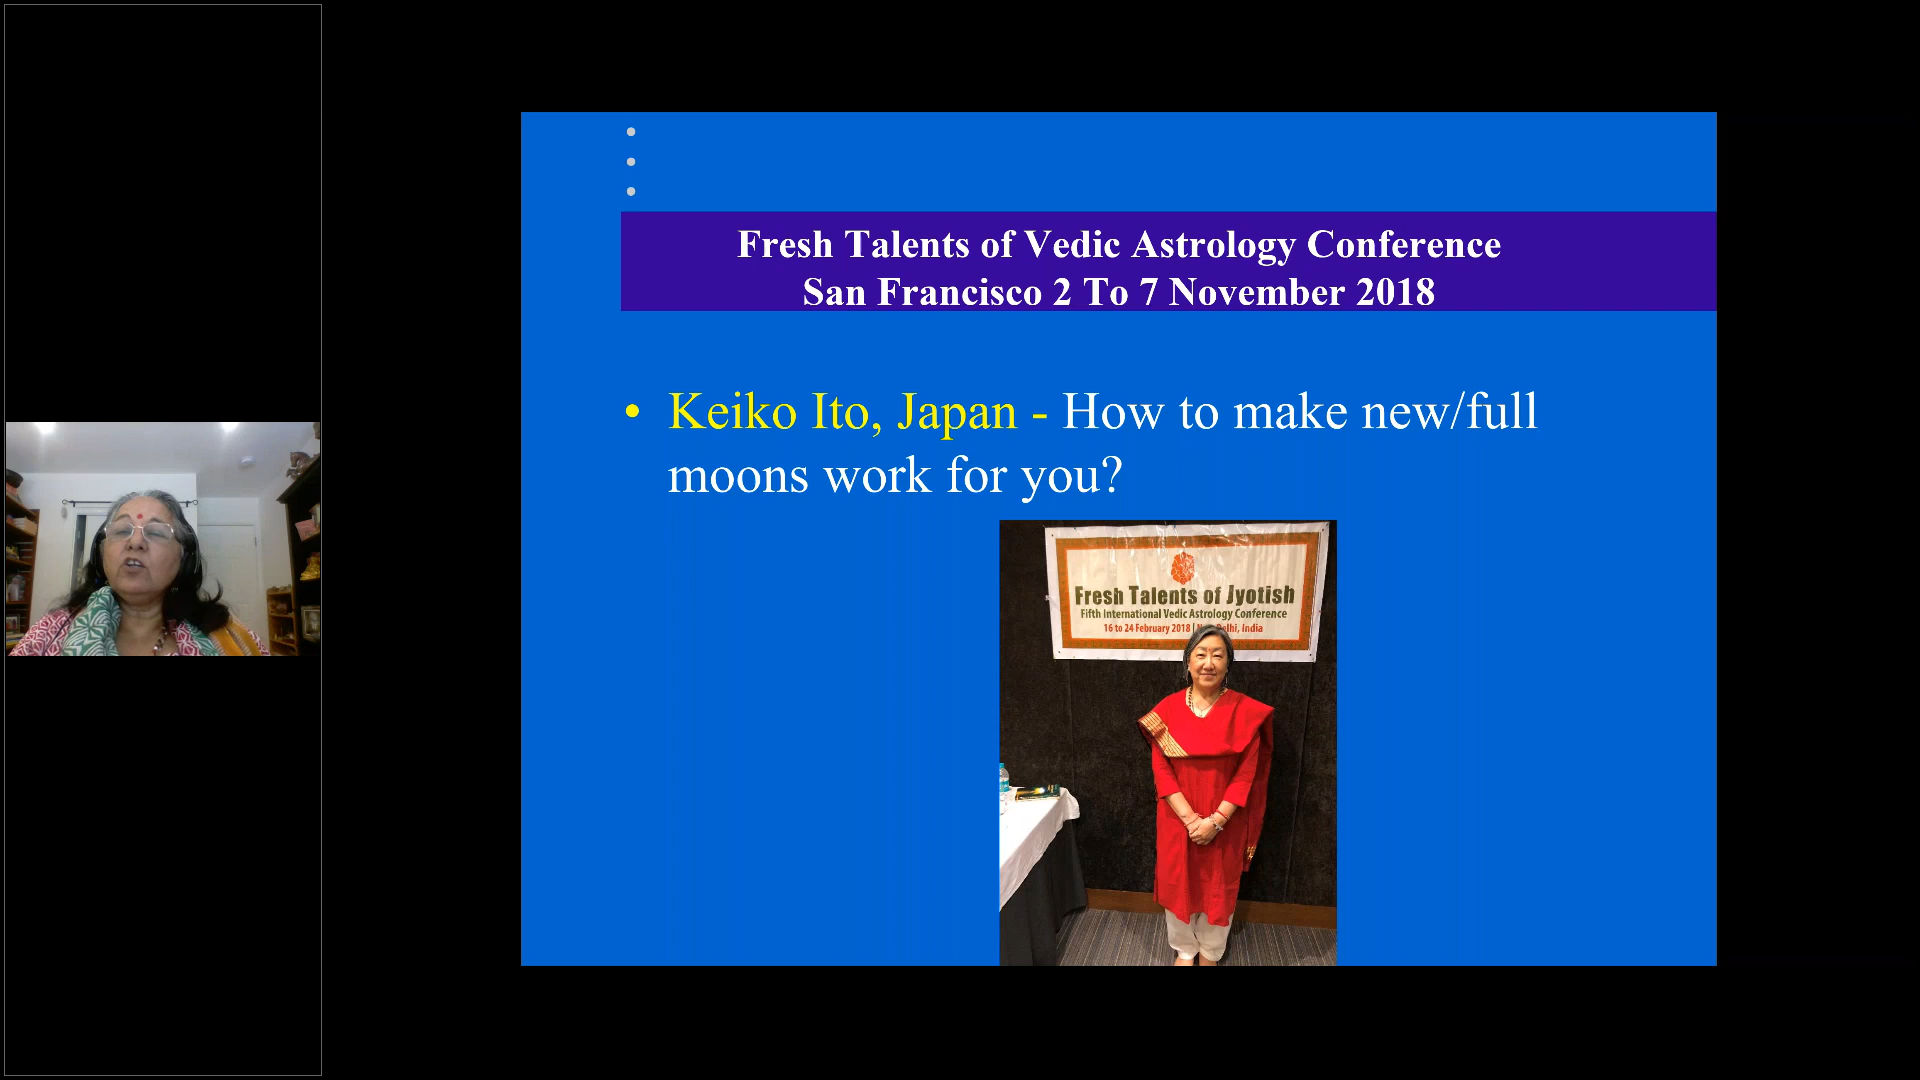 Fresh Talents of Vedic Astrology Conference
San Francisco 2 To 7 November 2018
• Keiko Ito, Japan - How to make new/full
moons work for you?
Fresh Talents of Jyotish
Fifth International Vedic Astrology Conference
16 to 24 February 2018 | India